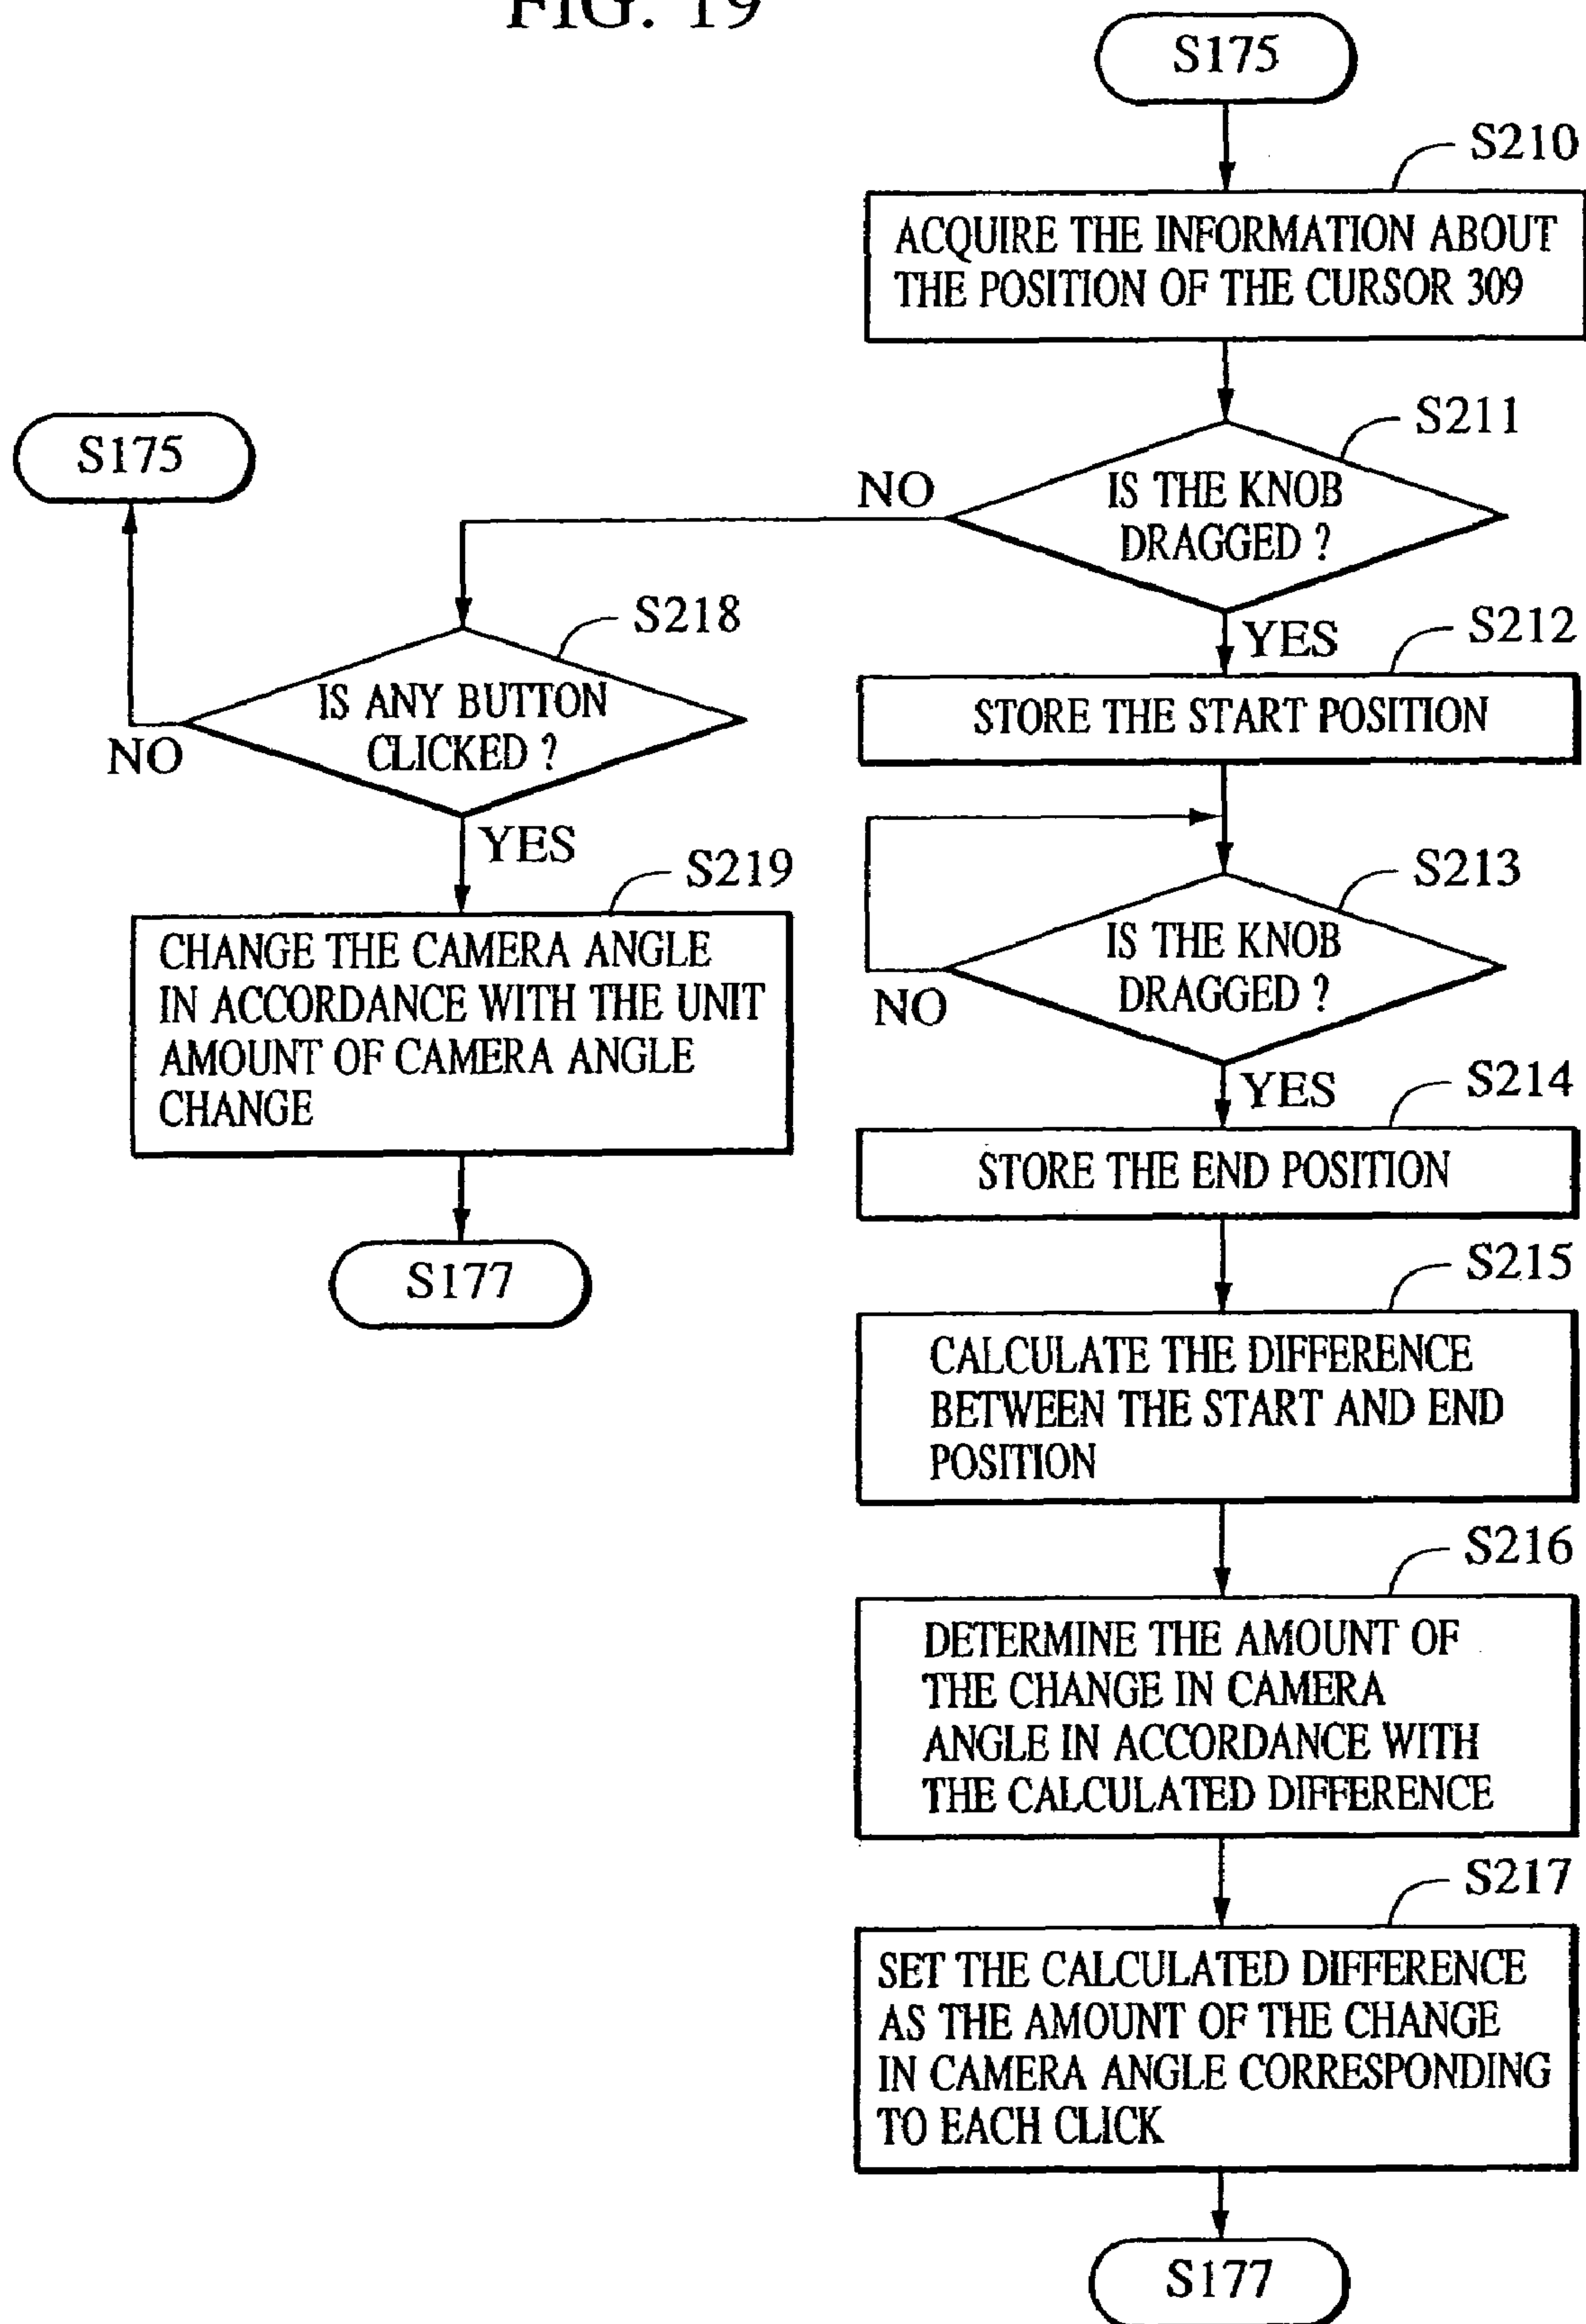 FIG. 19
S175
S210
ACQUIRE THE INFORMATION ABOUT
THE POSITION OF THE CURSOR 309
S211
IS THE KNOB
DRAGGED ?
NO
YES
S175
S218
IS ANY BUTTON
CLICKED ?
NO
YES
S219
CHANGE THE CAMERA ANGLE
IN ACCORDANCE WITH THE UNIT
AMOUNT OF CAMERA ANGLE
CHANGE
S177
S212
STORE THE START POSITION
S213
IS THE KNOB
DRAGGED ?
NO
YES
S214
STORE THE END POSITION
S215
CALCULATE THE DIFFERENCE
BETWEEN THE START AND END
POSITION
S216
DETERMINE THE AMOUNT OF
THE CHANGE IN CAMERA
ANGLE IN ACCORDANCE WITH
THE CALCULATED DIFFERENCE
S217
SET THE CALCULATED DIFFERENCE
AS THE AMOUNT OF THE CHANGE
IN CAMERA ANGLE CORRESPONDING
TO EACH CLICK
S177